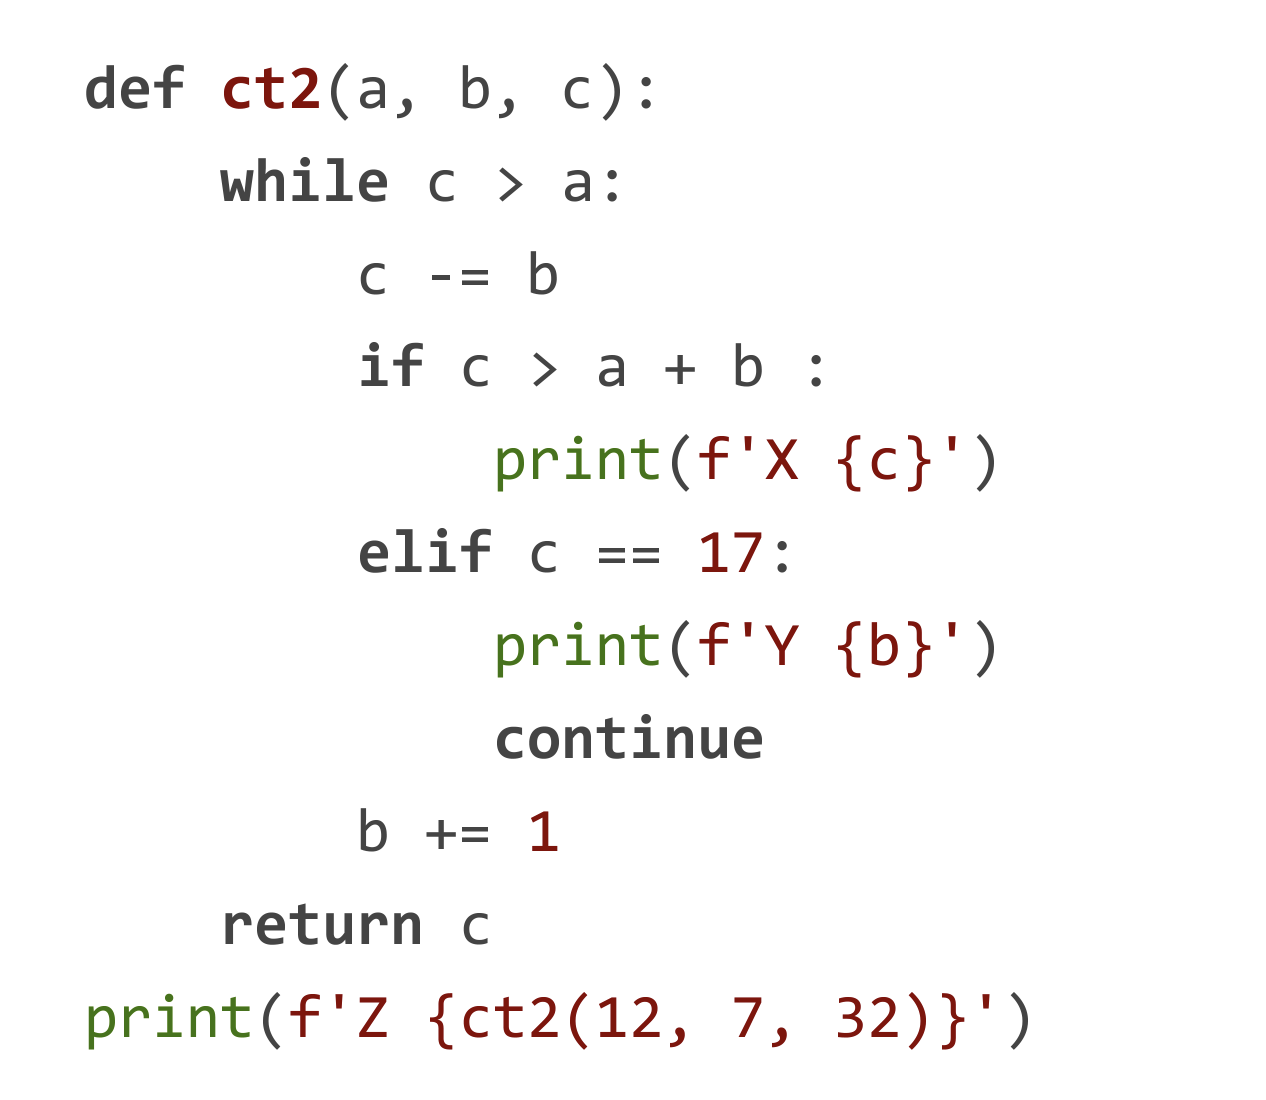 def ct2(a, b, c):
    while c > a:
        c -= b
        if c > a + b :
            print(f'X {c}')
        elif c == 17:
            print(f'Y {b}')
            continue
        b += 1
    return c
print(f'Z {ct2(12, 7, 32)}')